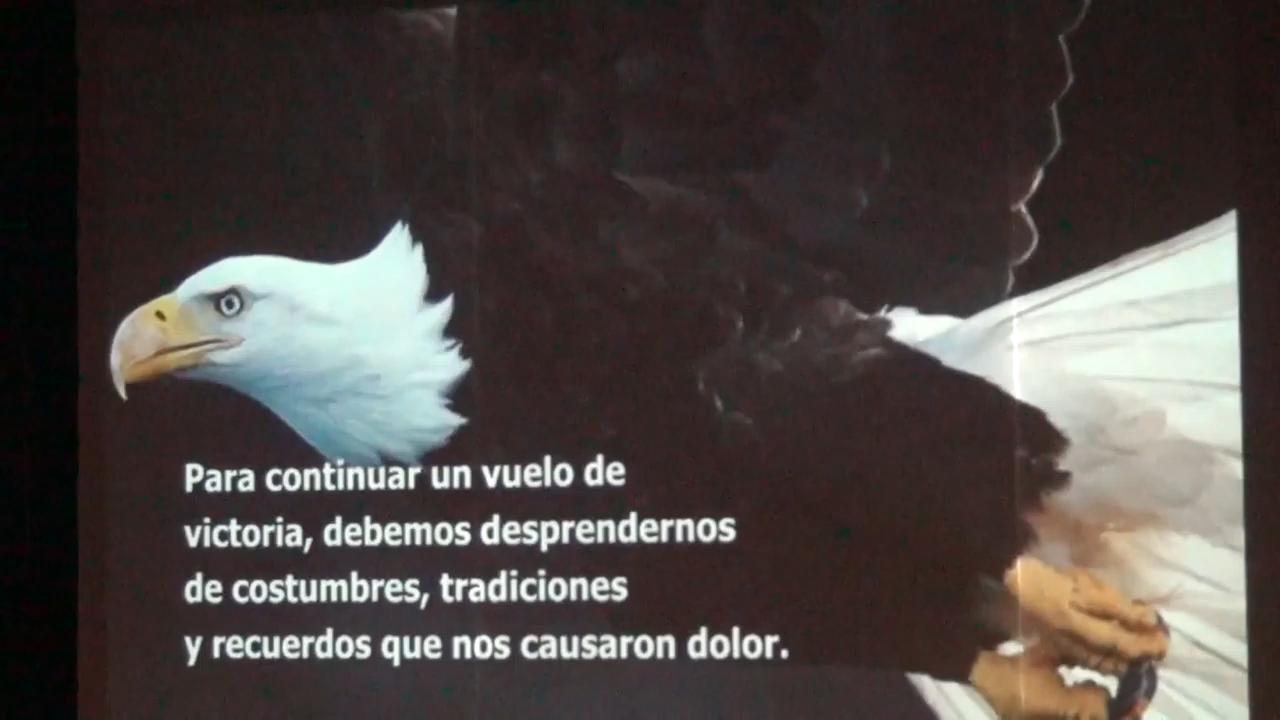 Para continuar un vuelo de
victoria, debemos desprendernos
de costumbres, tradiciones
y recuerdos que nos causaron dolor.